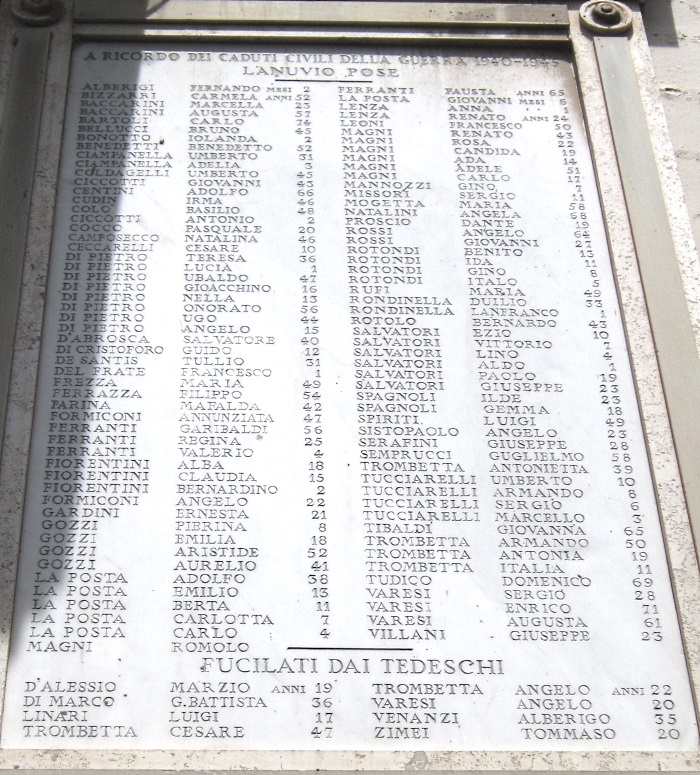 A RICORDO DEI CADUTI CIVILI DELLA GUERRA 1940-1945
LANUVIO POSE
ALBERIGI FERNANDO MESI 2
BIZZARRI CARMELA ANNI 52
BACCARINI MARCELLA 23
BACCARINI AUGUSTA 57
BARTOLI CARLO 74
BELLUCCI BRUNO 45
BONOTTO IOLANDA 2
BENEDETTI BENEDETTO 52
CIAMPANELLA UMBERTO 31
CIAMPANELLA ADELIA 3
COLDAGELLI UMBERTO 45
CICCOTTI GIOVANNI 43
CENTINI ADOLFO 66
CUDIN IRMA 46
COLO BASILIO 48
CICCOTTI ANTONIO 2
COCCO PASQUALE 20
CAMPOSECCO NATALINA 46
CECCARELLI CESARE 10
DI PIETRO TERESA 36
DI PIETRO LUCIA 1
DI PIETRO UBALDO 47
DI PIETRO GIOACCHINO 16
DI PIETRO NELLA 13
DI PIETRO ONORATO 56
DI PIETRO UGO 44
DI PIETRO ANGELO 15
D'ABROSCA SALVATORE 40
DI CRISTOFORO GUIDO 12
DE SANTIS TULLIO 31
DEL FRATE FRANCESCO 1
FREZZA MARIA 49
FERRAZZA FILIPPO 54
FARINA MAFALDA 42
FORMICONI ANNUNZIATA 47
FERRANTI GARIBALDI 56
FERRANTI REGINA 25
FERRANTI VALERIO 4
FIORENTINI ALBA 18
FIORENTINI CLAUDIA 15
FIORENTINI BERNARDINO 2
FORMICONI ANGELO 22
GARDINI ERNESTA 21
GOZZI PIERINA 8
GOZZI EMILIA 18
GOZZI ARISTIDE 52
GOZZI AURELIO 41
LA POSTA ADOLFO 38
LA POSTA EMILIO 13
LA POSTA BERTA 11
LA POSTA CARLOTTA 7
LA POSTA CARLO 4
MAGNI ROMOLO
FERRANTI FAUSTA ANNI 65
LA POSTA GIOVANNI MESI 6
LENZA ANNA 1
LENZA RENATO ANNI 24
LEONI FRANCESCO 50
MAGNI RENATO 43
MAGNI ROSA 22
MAGNI CANDIDA 19
MAGNI ADA 14
MAGNI ADELE 51
MAGNI CARLO 17
MANNOZZI GINO 7
MISSORI SERGIO 11
MOGETTA MARIA 58
NATALINI ANGELA 68
PROSCIO DANTE 19
ROSSI ANGELO 64
ROSSI GIOVANNI 27
ROTONDI BENITO 13
ROTONDI IDA 11
ROTONDI GINO 8
ROTONDI ITALO 5
RUFI MARIA 49
RONDINELLA DUILIO 33
RONDINELLA LANFRANCO 1
ROTOLO BERNARDO 43
SALVATORI EZIO 10
SALVATORI VITTORIO 7
SALVATORI LINO 4
SALVATORI ALDO 1
SALVATORI PAOLO 19
SALVATORI GIUSEPPE 23
SPAGNOLI ILDE 23
SPAGNOLI GEMMA 18
SPIRITI LUIGI 49
SISTOPAOLO ANGELO 23
SERAFINI GIUSEPPE 28
SEMPRUCCI GUGLIELMO 58
TROMBETTA ANTONIETTA 39
TUCCIARELLI UMBERTO 10
TUCCIARELLI ARMANDO 8
TUCCIARELLI SERGIO 6
TUCCIARELLI MARCELLO 3
TIBALDI GIOVANNA 65
TROMBETTA ARMANDO 50
TROMBETTA ANTONIA 19
TROMBETTA ITALIA 11
TUDICO DOMENICO 69
VARESI SERGIO 28
VARESI ENRICO 71
VARESI AUGUSTA 61
VILLANI GIUSEPPE 23
FUCILATI DAI TEDESCHI
D'ALESSIO MARZIO ANNI 19
DI MARCO G.BATTISTA 36
LINARI LUIGI 17
TROMBETTA CESARE 47
TROMBETTA ANGELO ANNI 22
VARESI ANGELO 20
VENANZI ALBERIGO 35
ZIMEI TOMMASO 20